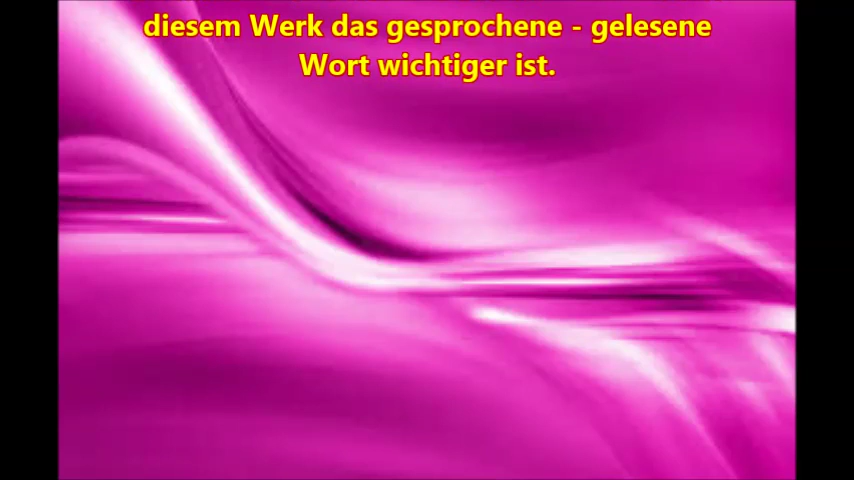 diesem Werk das gesprochene - gelesene
Wort wichtiger ist.